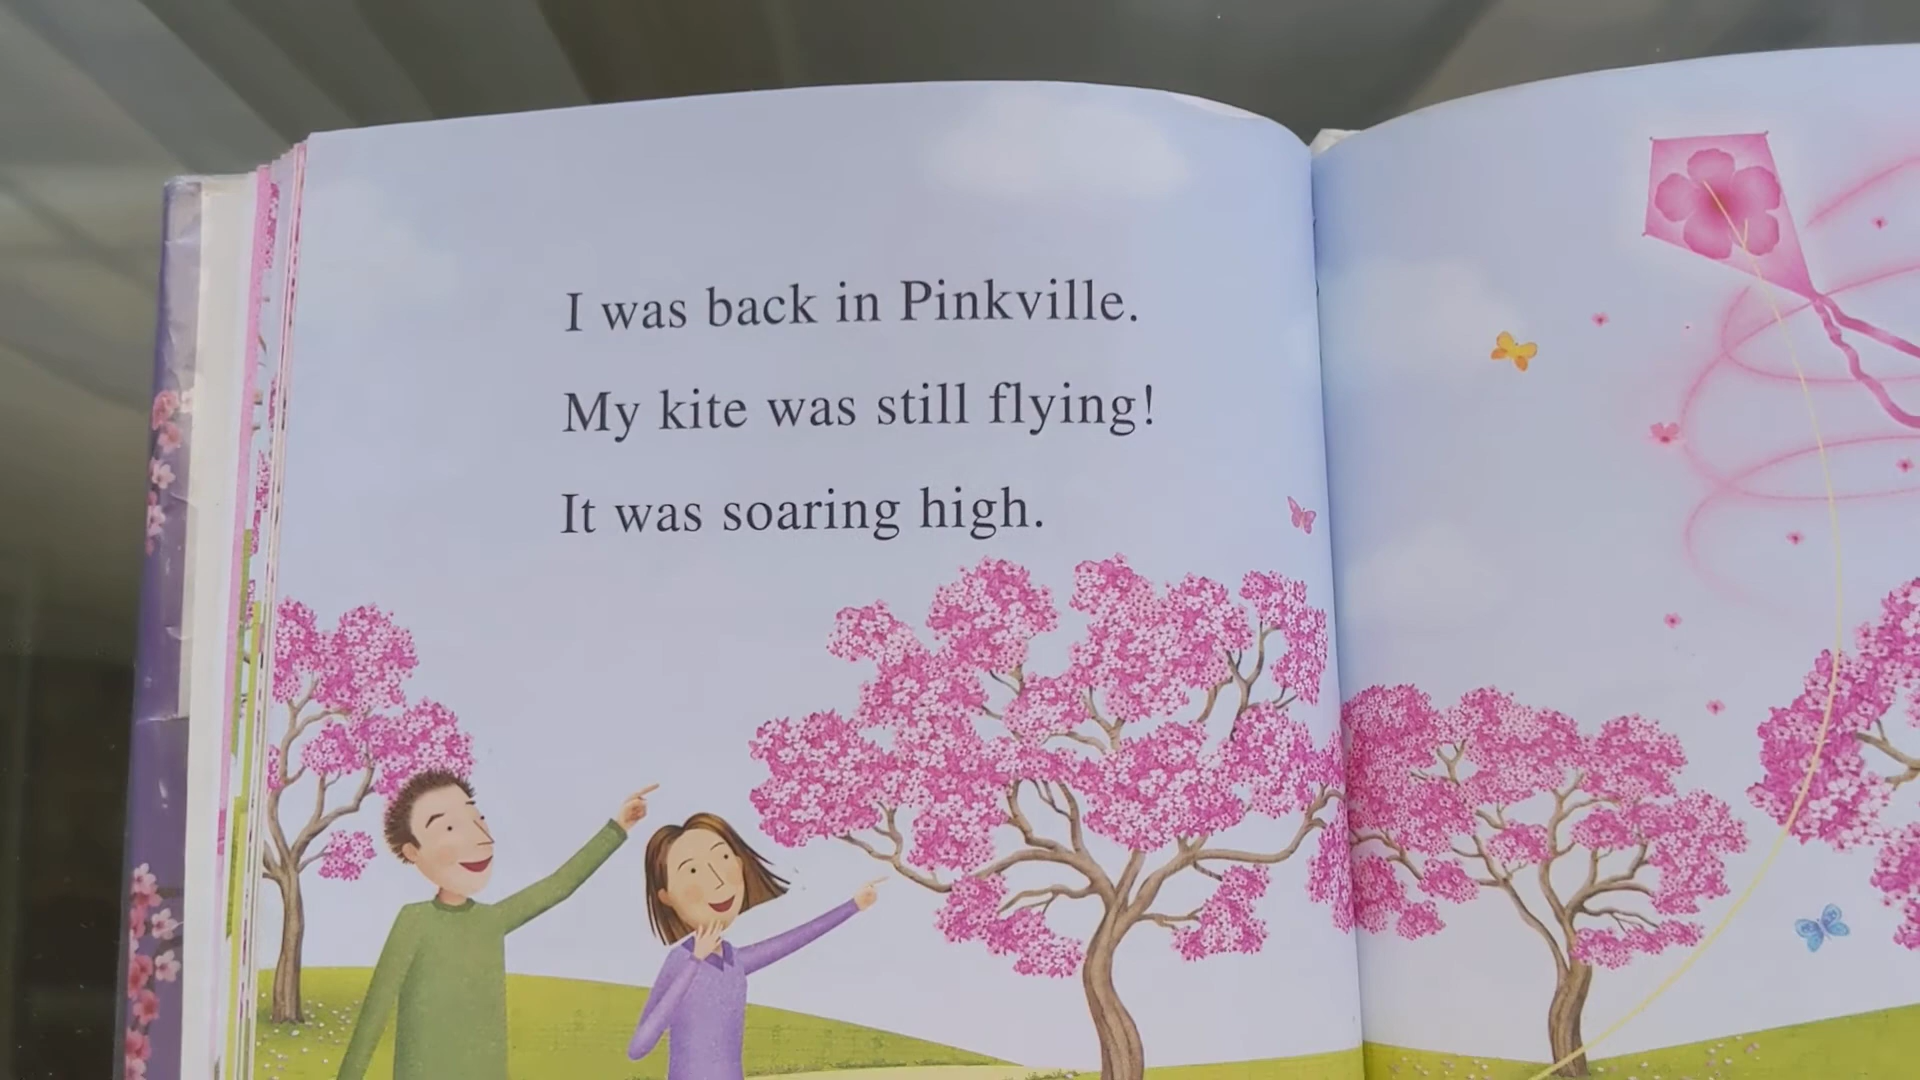 I was back in Pinkville.
My kite was still flying!
It was soaring high.